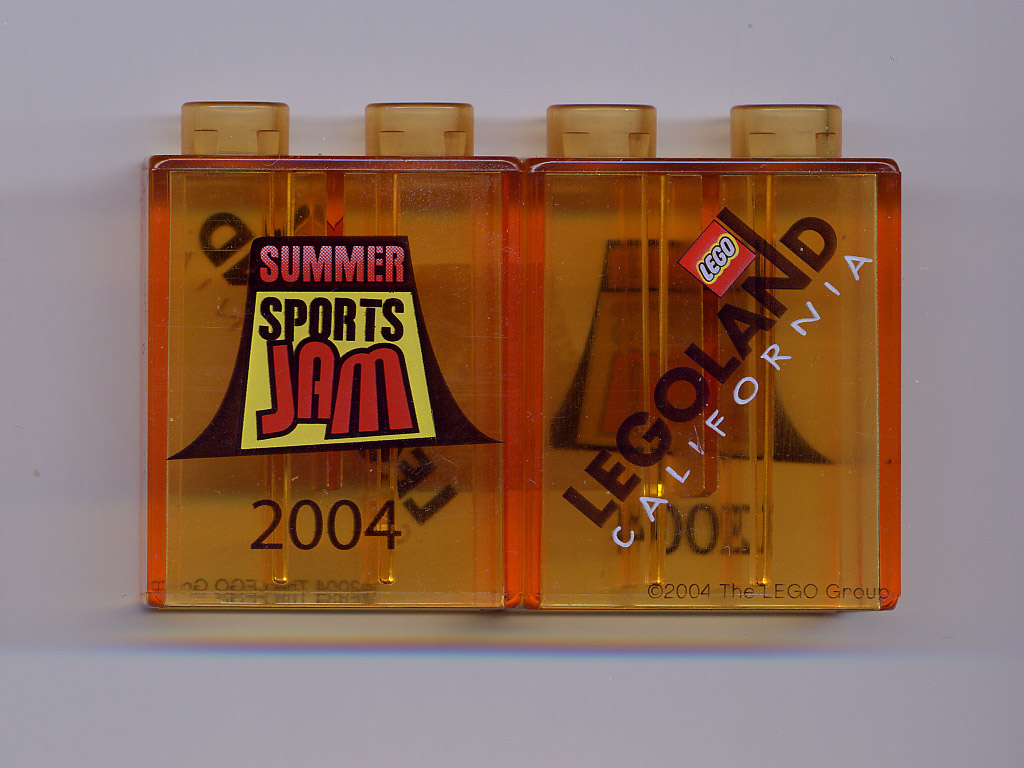 SUMMER
SPORTS
JAM
2004
LEGO
LEGOLAND
CALIFORNIA
©2004 The LEGO Group